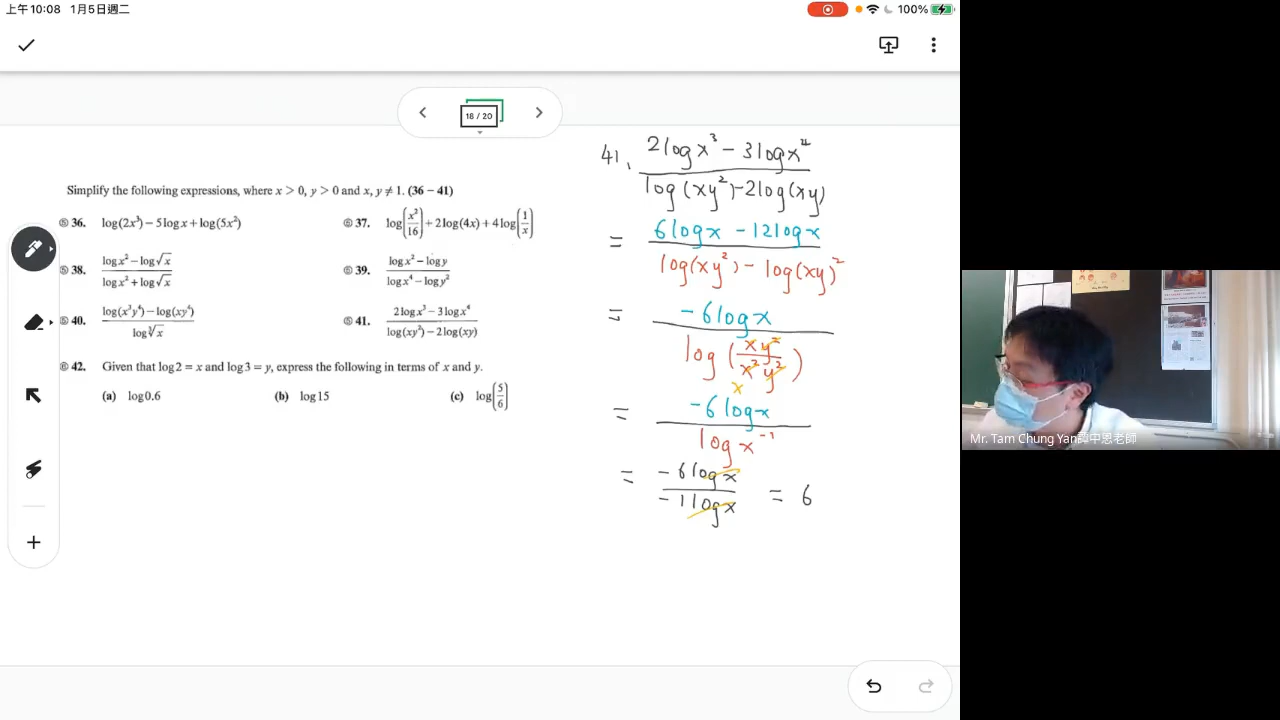 上午10:08 1月5日週二
100%
18 / 20
Simplify the following expressions, where x > 0, y > 0 and x, y ≠ 1. (36 – 41)
36. log(2x³) – 5 log x + log(5x²)
37. log(x²/16) + 2 log(4x) + 4 log(1/x)
38. (log x² – log√x)/(log x² + log√x)
39. (log x² – log y)/(log x⁴ – log y²)
40. (log(x³y⁴) – log(xy⁴))/(log ∛x)
41. (2 log x³ – 3 log x⁴)/(log(xy²) – 2 log(xy))
42. Given that log 2 = x and log 3 = y, express the following in terms of x and y.
(a) log 0.6
(b) log 15
(c) log(5/6)
41. (2 log x³ – 3 log x⁴)/(log(xy²) – 2 log(xy))
= (6 log x – 12 log x)/(log(xy²) – log(xy)²)
= (–6 log x)/(log(xy²/x²y²))
x
= (–6 log x)/(log x⁻¹)
= (–6 log x)/(–1 log x) = 6
Mr. Tam Chung Yan譚中恩老師